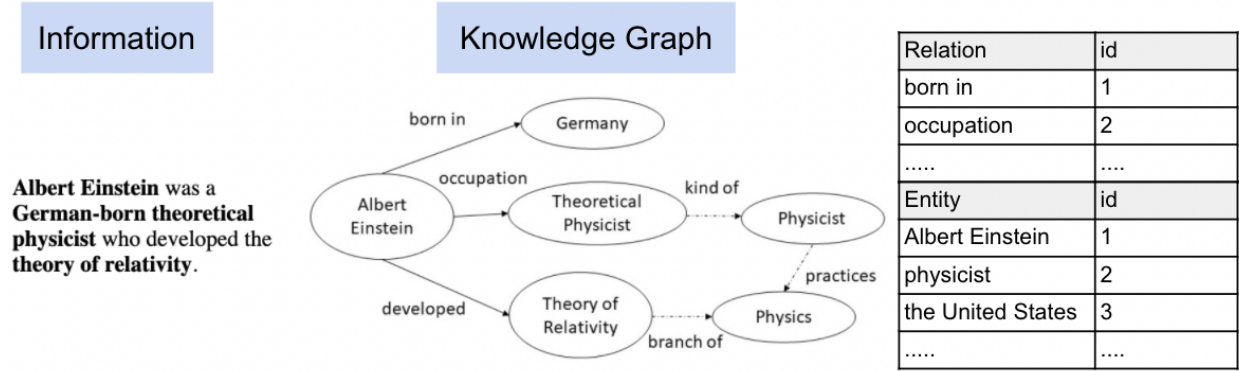 Information
Albert Einstein was a
German-born theoretical
physicist who developed the
theory of relativity.
Knowledge Graph
born in
Germany
occupation
Albert
Einstein
Theoretical
Physicist
kind of
Physicist
practices
developed
Theory of
Relativity
branch of
Physics
Relation id
born in 1
occupation 2
..... ....
Entity id
Albert Einstein 1
physicist 2
the United States 3
..... ....